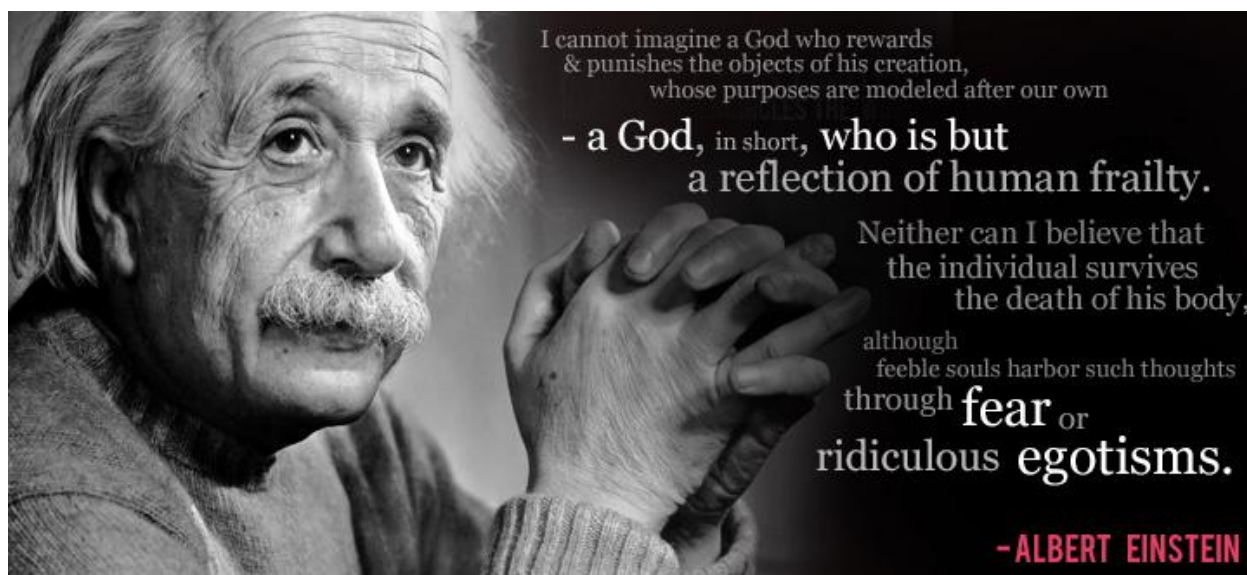 I cannot imagine a God who rewards
& punishes the objects of his creation,
whose purposes are modeled after our own
- a God, in short, who is but
a reflection of human frailty.
Neither can I believe that
the individual survives
the death of his body,
although
feeble souls harbor such thoughts
through fear or
ridiculous egotisms.
-ALBERT EINSTEIN